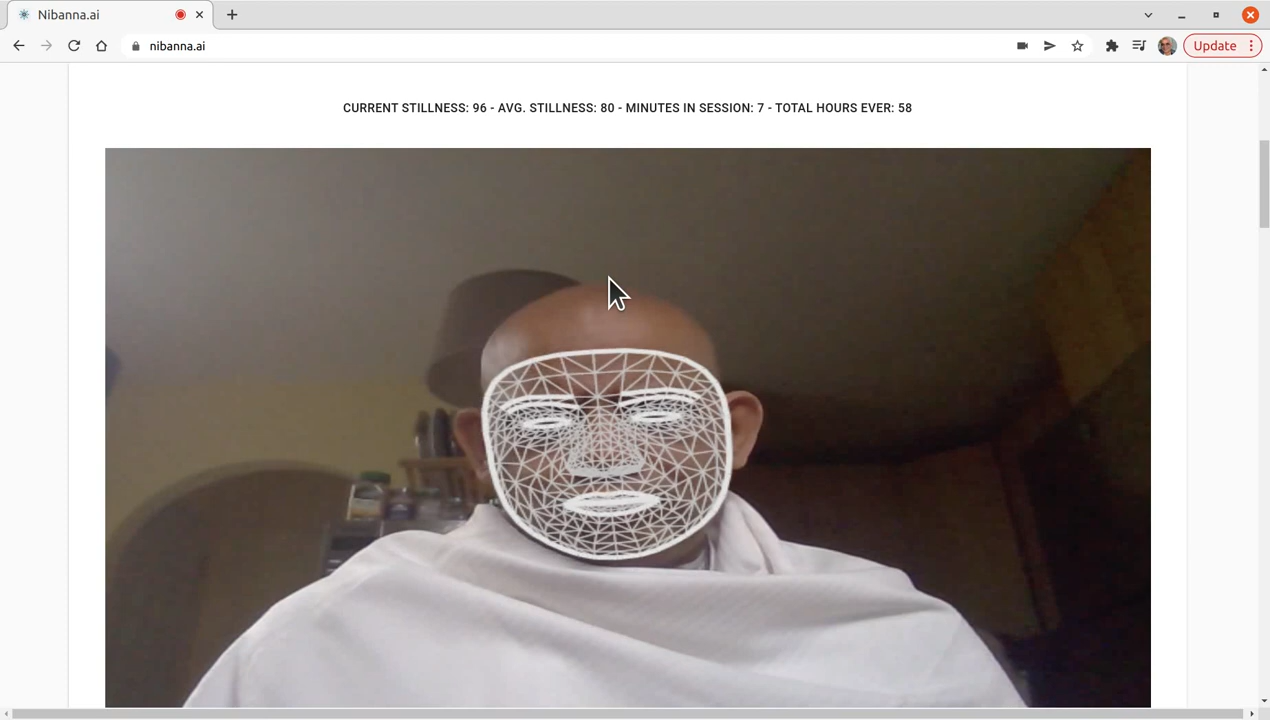 Nibanna.ai
nibanna.ai
Update
CURRENT STILLNESS: 96 - AVG. STILLNESS: 80 - MINUTES IN SESSION: 7 - TOTAL HOURS EVER: 58